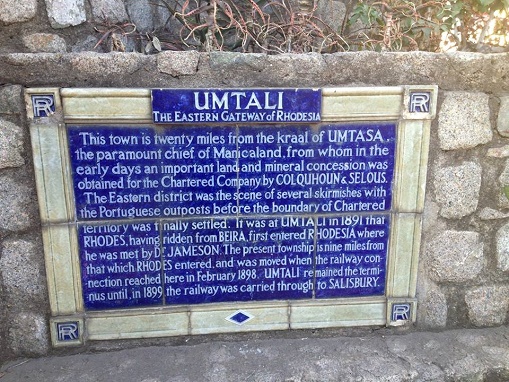 RR
RR
UMTALI
THE EASTERN GATEWAY of RHODESIA
This town is twenty miles from the kraal of UMTASA,
the paramount chief of Manicaland, from whom in the
early days an important land and mineral concession was
obtained for the Chartered Company, by COLQUHOUN & SELOUS.
The Eastern district was the scene of several skirmishes with
the Portuguese outposts before the boundary of Chartered
territory was finally settled. It was at UMTALI in 1891 that
RHODES, having ridden from BEIRA, first entered RHODESIA where
he was met by DR JAMESON. The present township is nine miles from
that which RHODES entered, and was moved when the railway con-
nection reached here in February 1898. UMTALI remained the termi-
nus until, in 1899, the railway was carried through to SALISBURY.
RR
RR